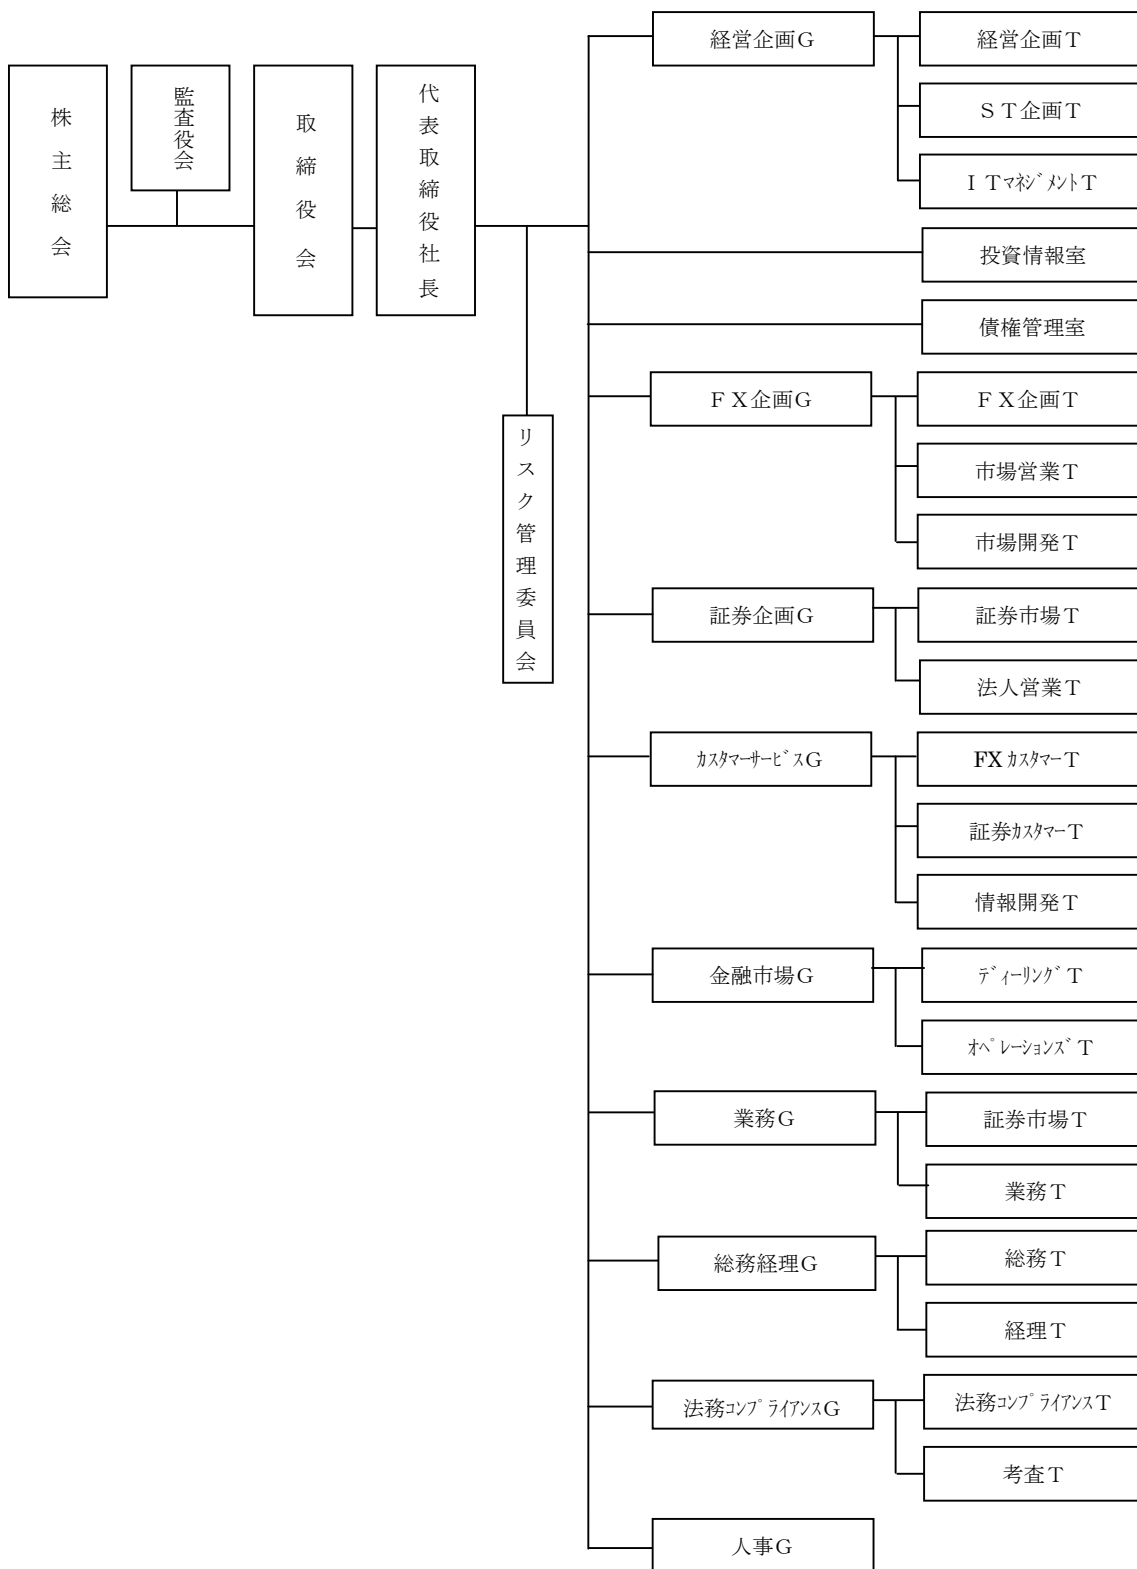 株主総会
監査役会
取締役会
代表取締役社長
リスク管理委員会
経営企画G
経営企画T
ST企画T
ITマネジメントT
投資情報室
債権管理室
FX企画G
FX企画T
市場営業T
市場開発T
証券企画G
証券市場T
法人営業T
カスタマーサービスG
FXカスタマーT
証券カスタマーT
情報開発T
金融市場G
ディーリングT
オペレーションズT
業務G
証券市場T
業務T
総務経理G
総務T
経理T
法務コンプライアンスG
法務コンプライアンスT
考査T
人事G